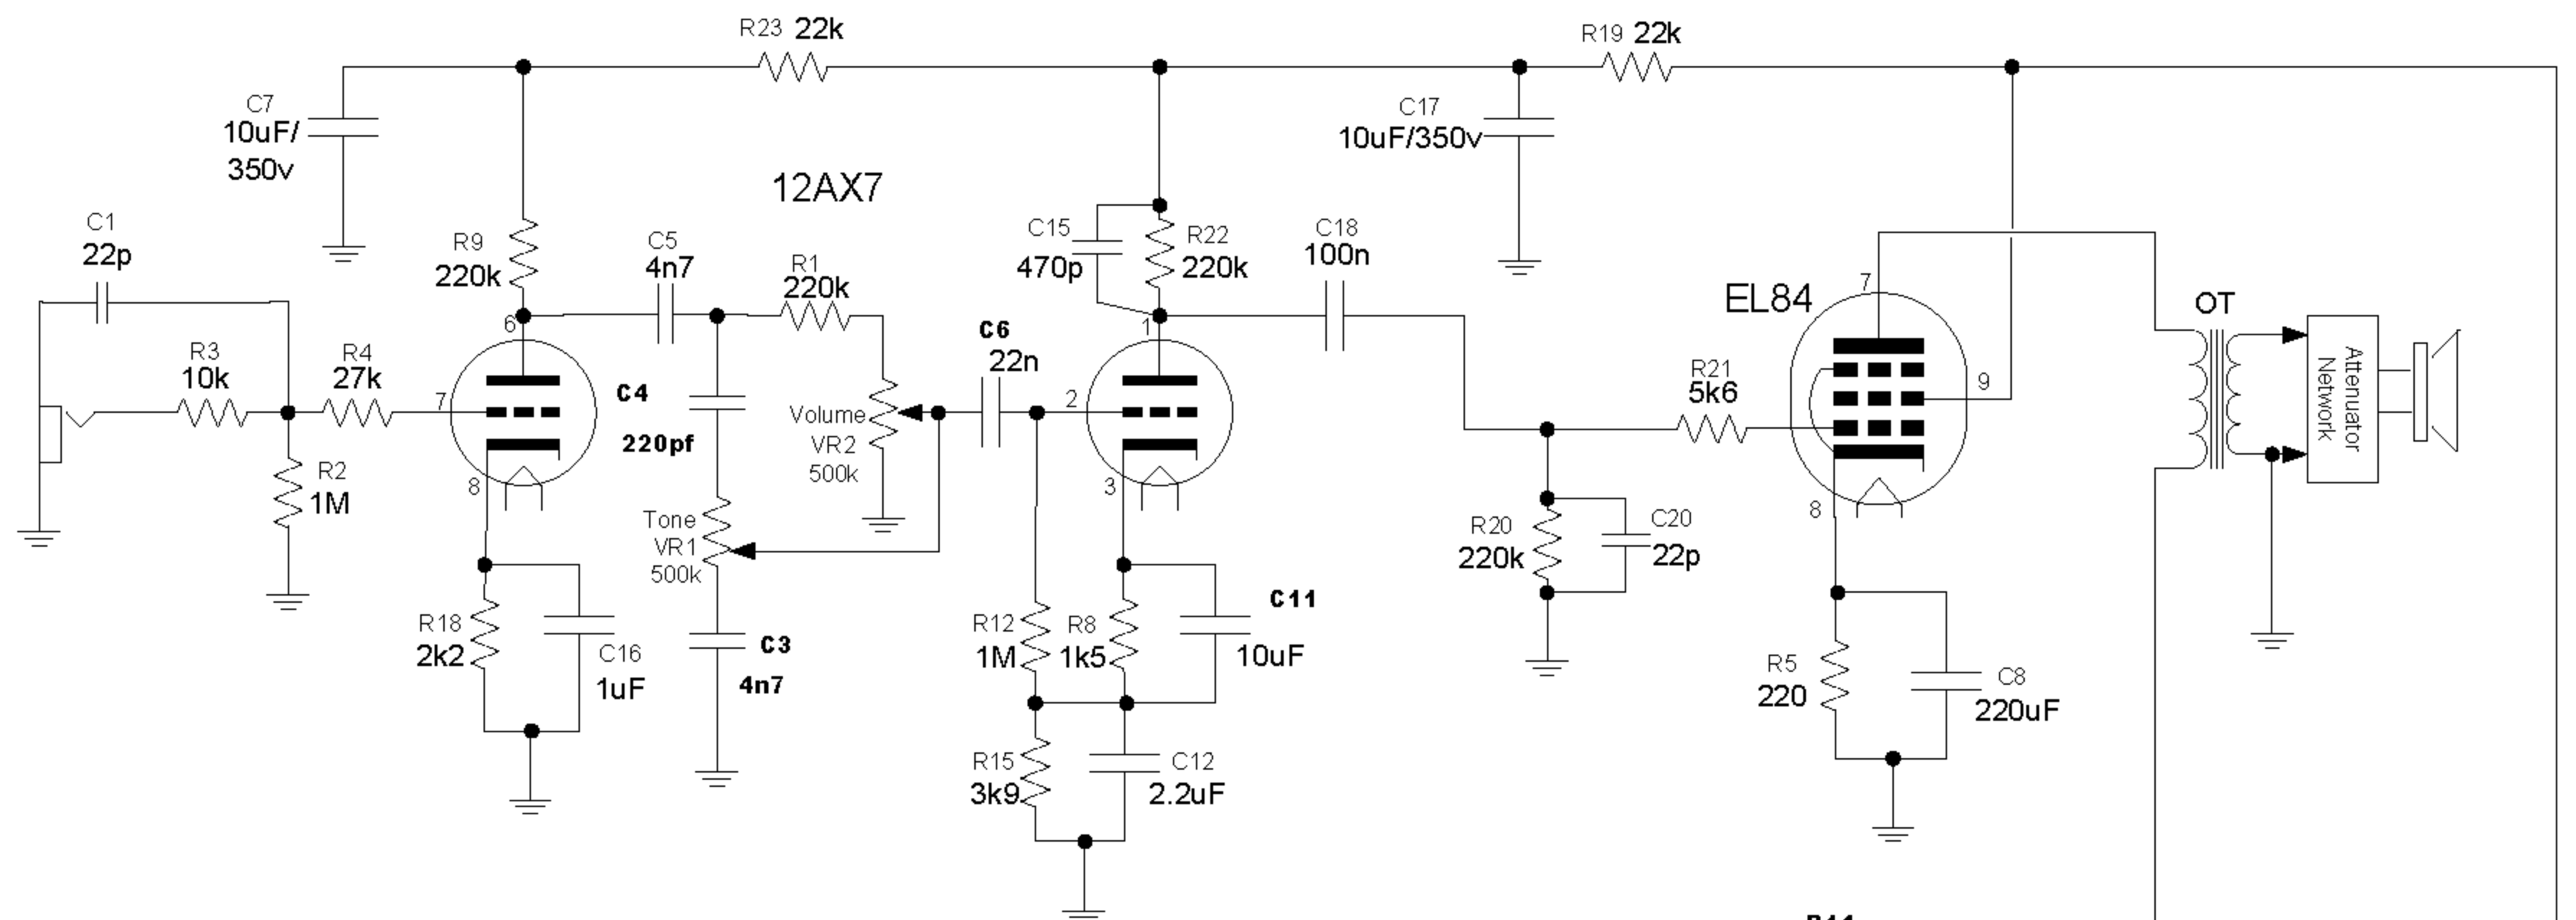 R23 22k
R19 22k
C7
10uF/
350v
C17
10uF/350v
12AX7
C1
22p
R9
220k
C5
4n7
R1
220k
C15
470p
R22
220k
C18
100n
EL84
7
OT
6
C6
22n
1
R3
10k
R4
27k
7
C4
220pf
Volume
VR2
500k
2
R21
5k6
9
Attenuator
Network
R2
1M
8
3
8
Tone
VR1
500k
R20
220k
C20
22p
R18
2k2
C16
1uF
C3
4n7
R12
1M
R8
1k5
C11
10uF
R5
220
C8
220uF
R15
3k9
C12
2.2uF